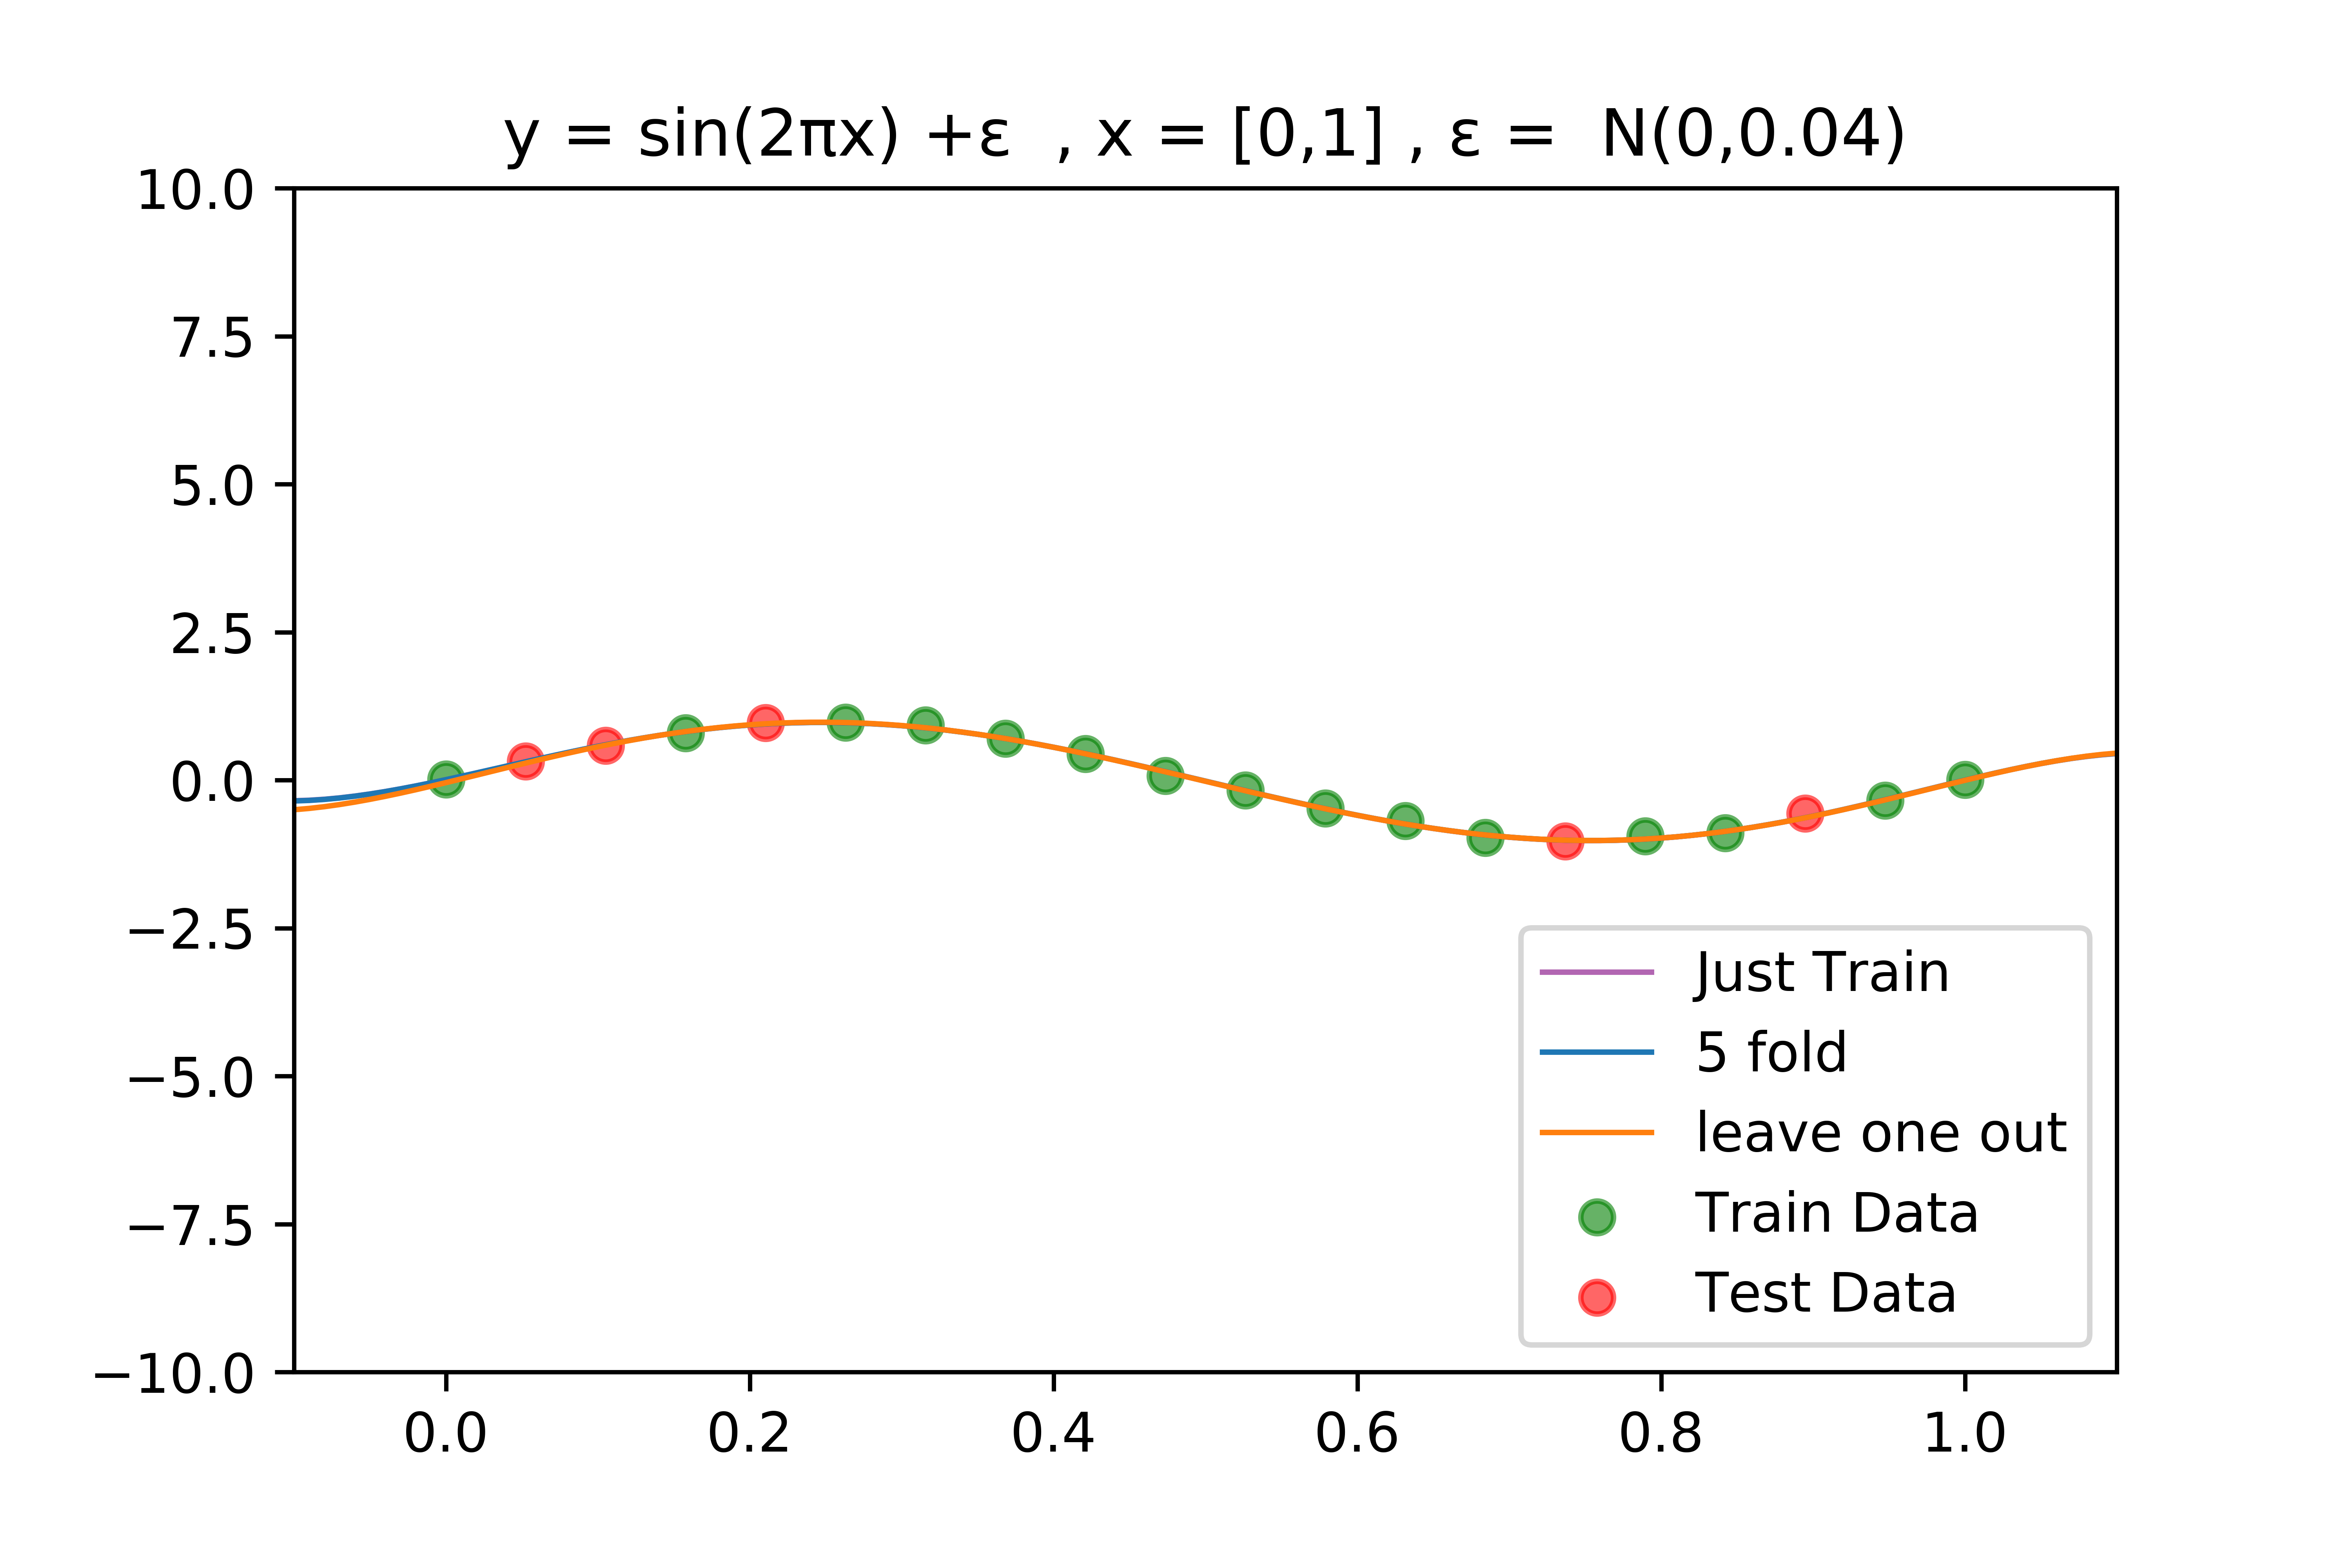 y = sin(2πx) +ε  , x = [0,1] , ε =  N(0,0.04)
10.0
7.5
5.0
2.5
0.0
−2.5
−5.0
−7.5
−10.0
0.0 0.2 0.4 0.6 0.8 1.0
Just Train
5 fold
leave one out
Train Data
Test Data